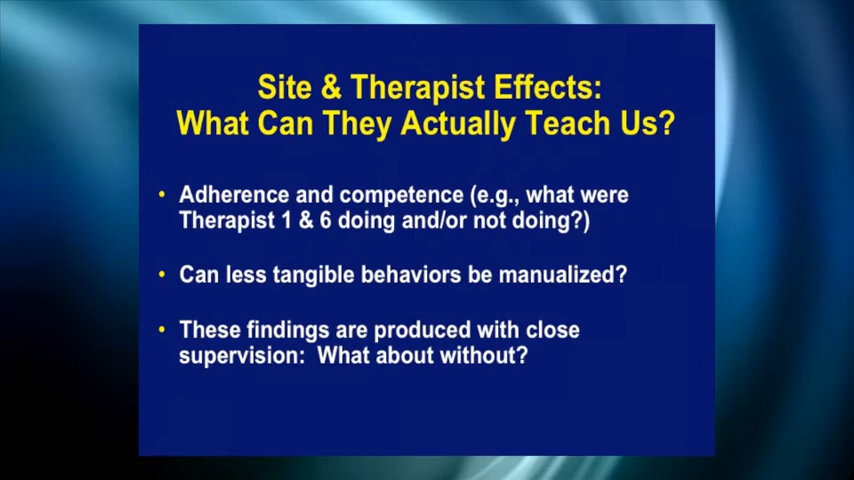 Site & Therapist Effects:
What Can They Actually Teach Us?
• Adherence and competence (e.g., what were
Therapist 1 & 6 doing and/or not doing?)
• Can less tangible behaviors be manualized?
• These findings are produced with close
supervision: What about without?